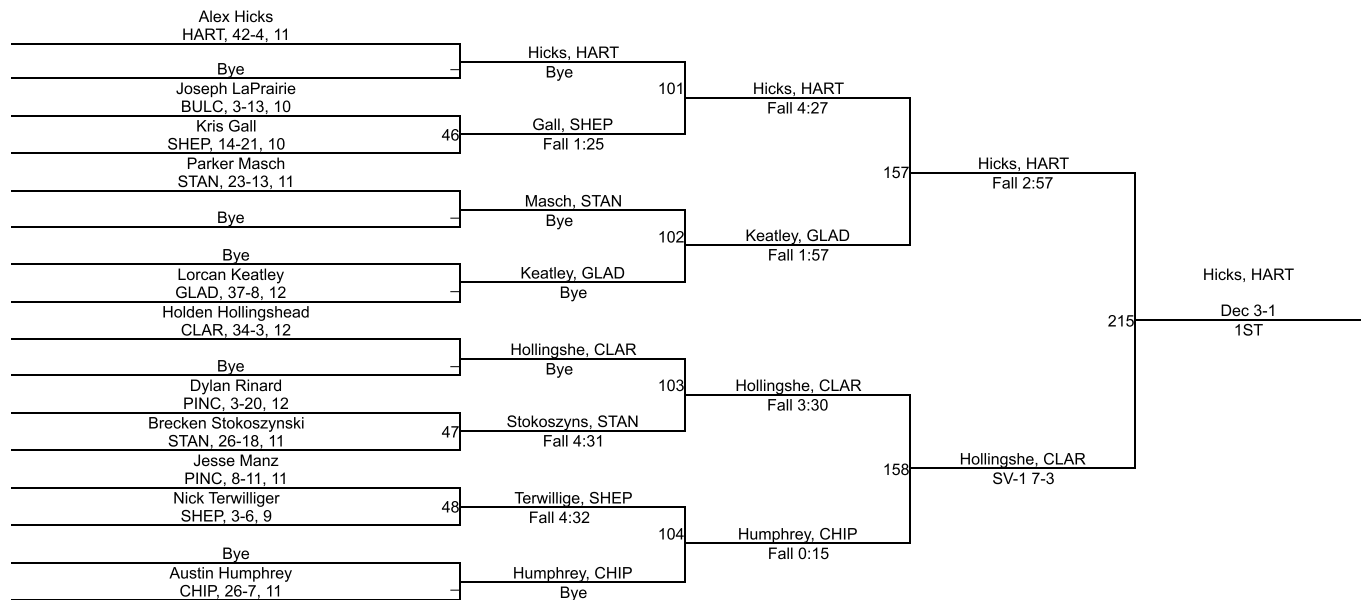 Alex Hicks
HART, 42-4, 11
Bye
Joseph LaPrairie
BULC, 3-13, 10
Kris Gall
SHEP, 14-21, 10
46
Parker Masch
STAN, 23-13, 11
Bye
Bye
Lorcan Keatley
GLAD, 37-8, 12
Holden Hollingshead
CLAR, 34-3, 12
Bye
Dylan Rinard
PINC, 3-20, 12
Brecken Stokoszynski
STAN, 26-18, 11
47
Jesse Manz
PINC, 8-11, 11
Nick Terwilliger
SHEP, 3-6, 9
48
Bye
Austin Humphrey
CHIP, 26-7, 11
Hicks, HART
Bye
101
Gall, SHEP
Fall 1:25
Masch, STAN
Bye
102
Keatley, GLAD
Bye
Hollingshe, CLAR
Bye
103
Stokoszyns, STAN
Fall 4:31
Terwillige, SHEP
Fall 4:32
104
Humphrey, CHIP
Bye
Hicks, HART
Fall 4:27
157
Keatley, GLAD
Fall 1:57
Hollingshe, CLAR
Fall 3:30
158
Humphrey, CHIP
Fall 0:15
Hicks, HART
Fall 2:57
215
Hollingshe, CLAR
SV-1 7-3
Hicks, HART
Dec 3-1
1ST